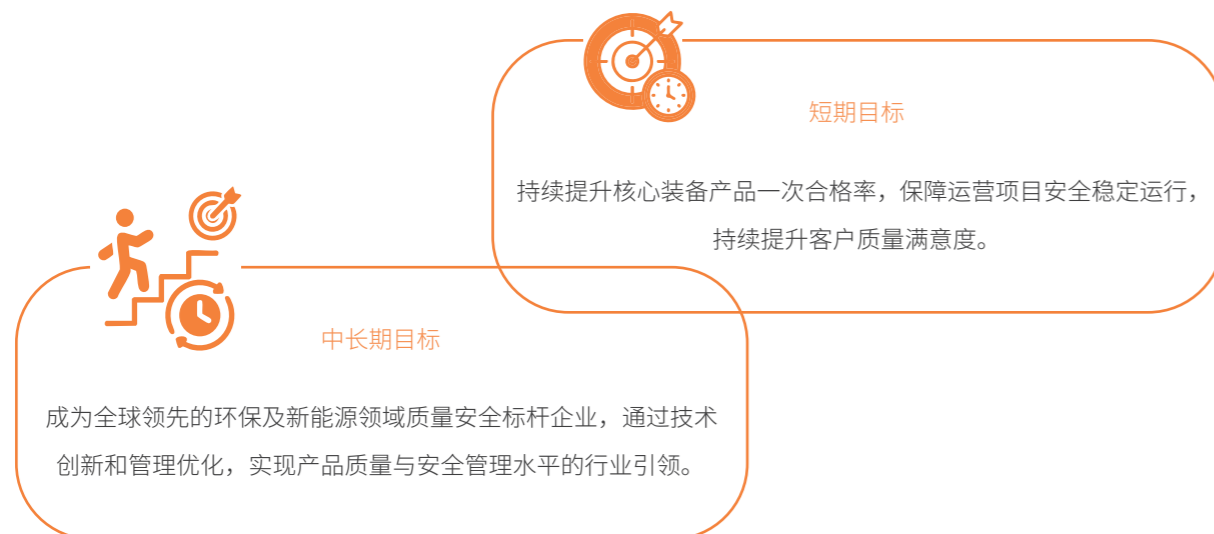 短期目标
持续提升核心装备产品一次合格率，保障运营项目安全稳定运行，
持续提升客户质量满意度。
中长期目标
成为全球领先的环保及新能源领域质量安全标杆企业，通过技术
创新和管理优化，实现产品质量与安全管理水平的行业引领。